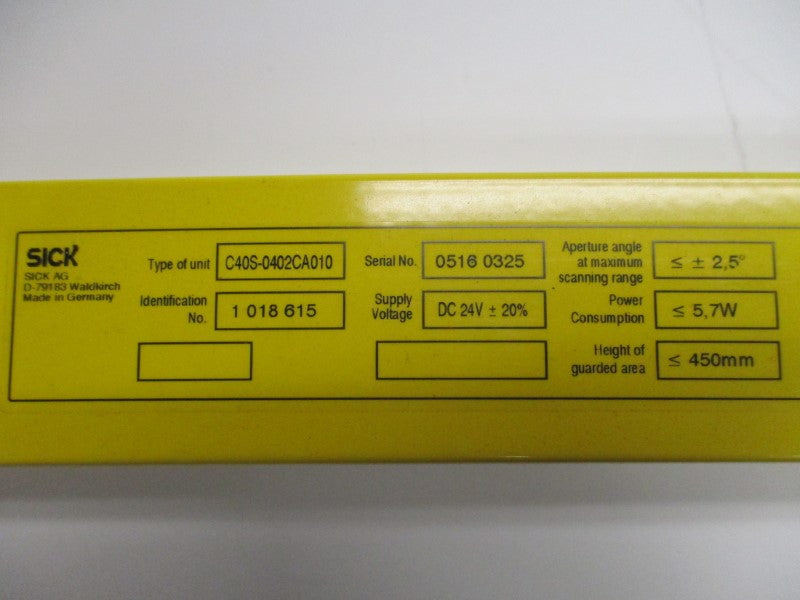 SICK
SICK AG
D-79183 Waldkirch
Made in Germany
Type of unit C40S-0402CA010
Identification No. 1 018 615
Serial No. 0516 0325
Supply Voltage DC 24V ± 20%
Aperture angle at maximum scanning range ≤ ± 2,5°
Power Consumption ≤ 5,7W
Height of guarded area ≤ 450mm